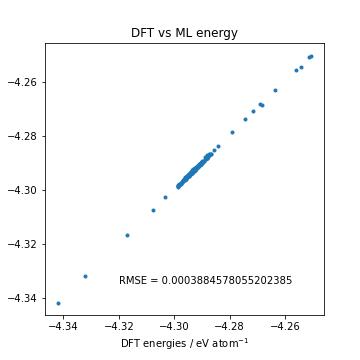 DFT vs ML energy
−4.26
−4.28
−4.30
−4.32
−4.34
RMSE = 0.0003884578055202385
−4.34 −4.32 −4.30 −4.28 −4.26
DFT energies / eV atom⁻¹